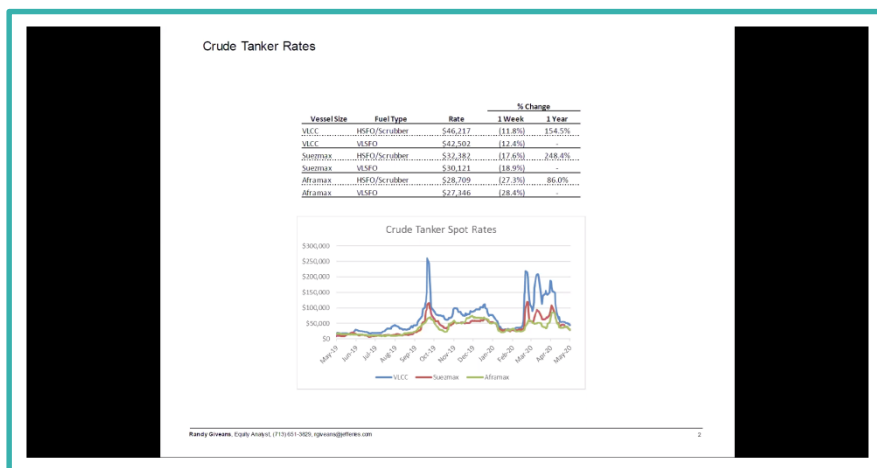 Crude Tanker Rates
% Change
Vessel Size Fuel Type Rate 1 Week 1 Year
VLCC HSFO/Scrubber $46,217 (11.8%) 154.5%
VLCC VLSFO $42,502 (12.4%) -
Suezmax HSFO/Scrubber $32,382 (17.6%) 248.4%
Suezmax VLSFO $30,121 (18.9%) -
Aframax HSFO/Scrubber $28,709 (27.3%) 86.0%
Aframax VLSFO $27,346 (28.4%) -
Crude Tanker Spot Rates
$300,000
$250,000
$200,000
$150,000
$100,000
$50,000
$0
May-19 Jun-19 Jul-19 Aug-19 Sep-19 Oct-19 Nov-19 Dec-19 Jan-20 Feb-20 Mar-20 Apr-20 May-20
VLCC Suezmax Aframax
Randy Giveans, Equity Analyst, (713) 651-3829, rgiveans@jefferies.com 2